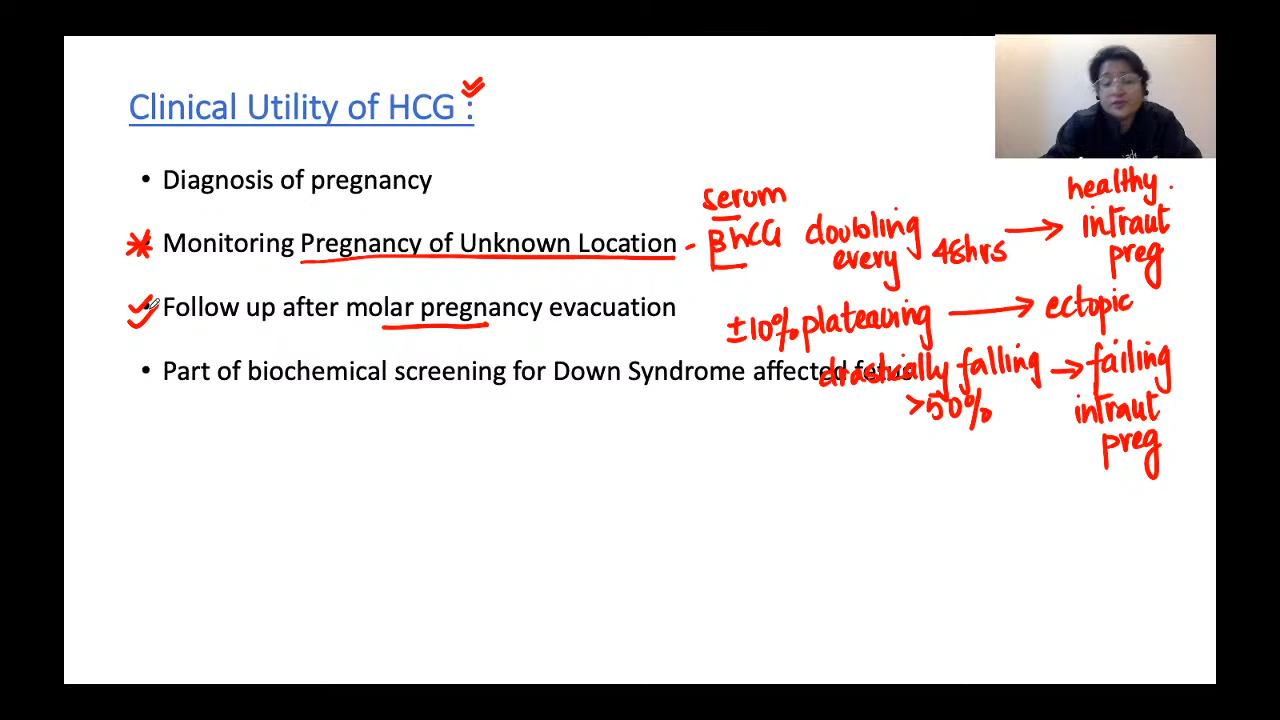 Clinical Utility of HCG :
• Diagnosis of pregnancy
• Monitoring Pregnancy of Unknown Location - serum βhCG doubling every 48hrs → healthy intraut preg
±10% plateauing → ectopic
• Follow up after molar pregnancy evacuation
• Part of biochemical screening for Down Syndrome affected fetus
drastically falling >50% → failing intraut preg